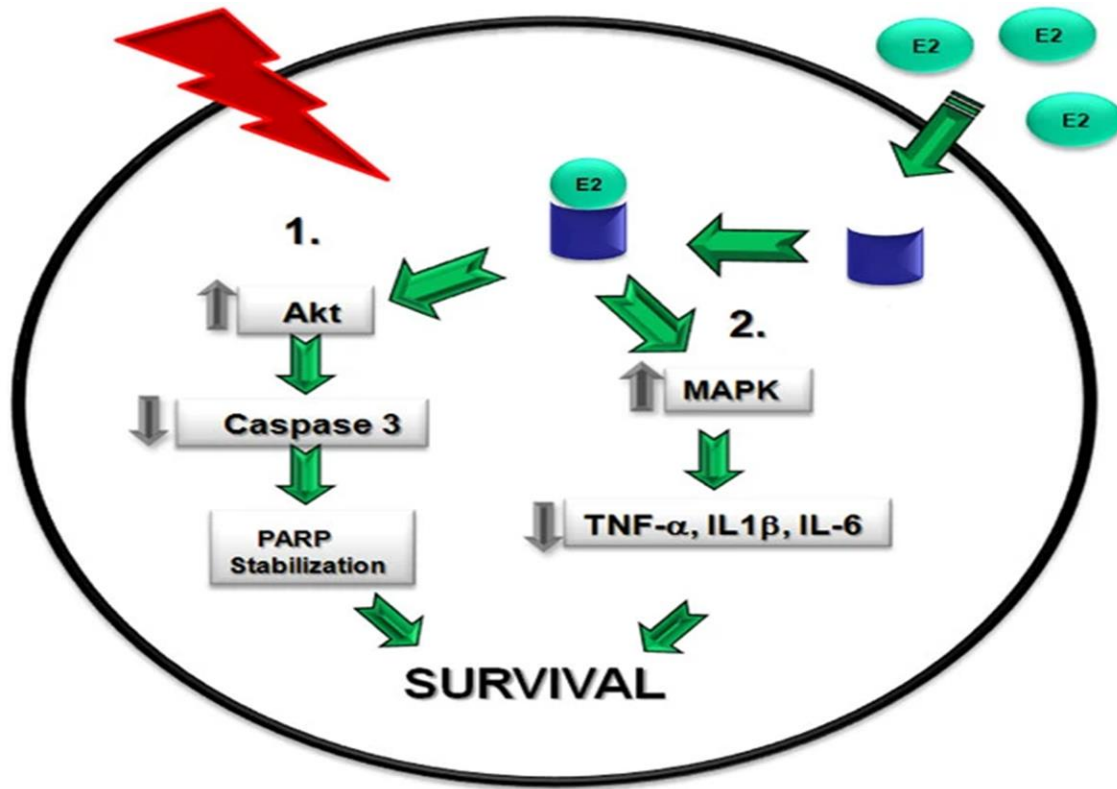 E2
E2
E2
E2
1.
Akt
2.
MAPK
Caspase 3
TNF-α, IL1β, IL-6
PARP
Stabilization
SURVIVAL